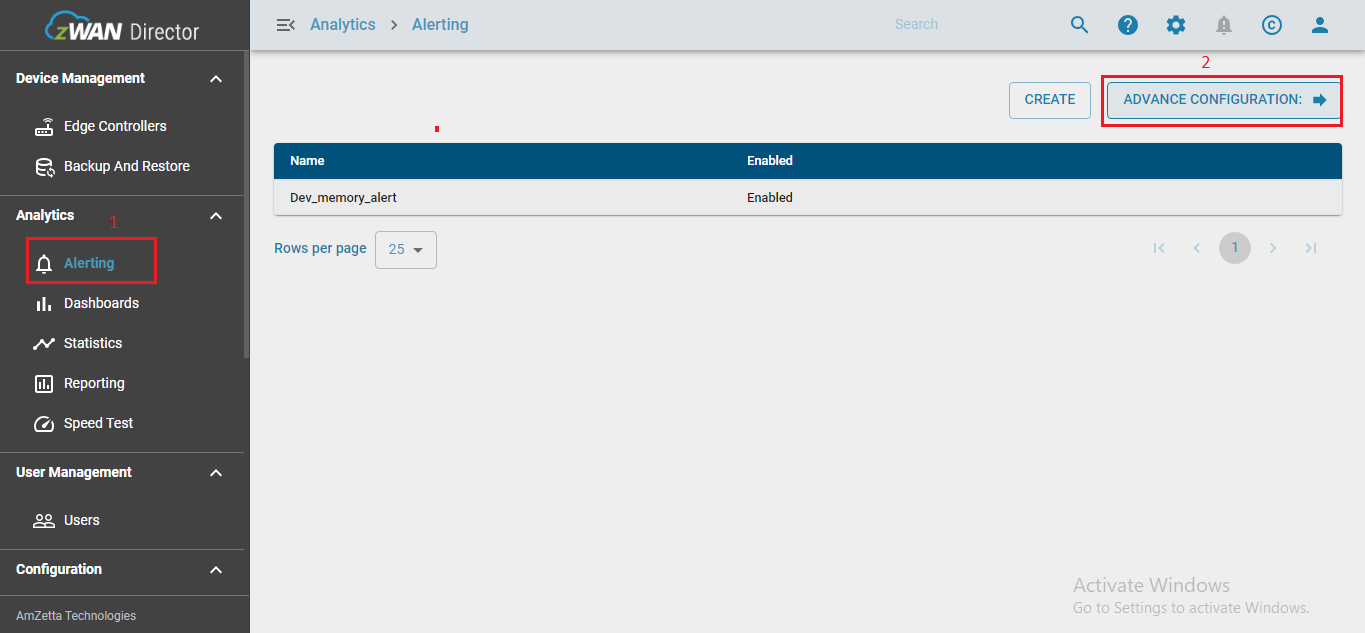 zWAN Director
Analytics > Alerting
Search
Device Management
Edge Controllers
Backup And Restore
Analytics
1
Alerting
Dashboards
Statistics
Reporting
Speed Test
User Management
Users
Configuration
AmZetta Technologies
2
CREATE
ADVANCE CONFIGURATION:
Name Enabled
Dev_memory_alert Enabled
Rows per page 25
1
Activate Windows
Go to Settings to activate Windows.